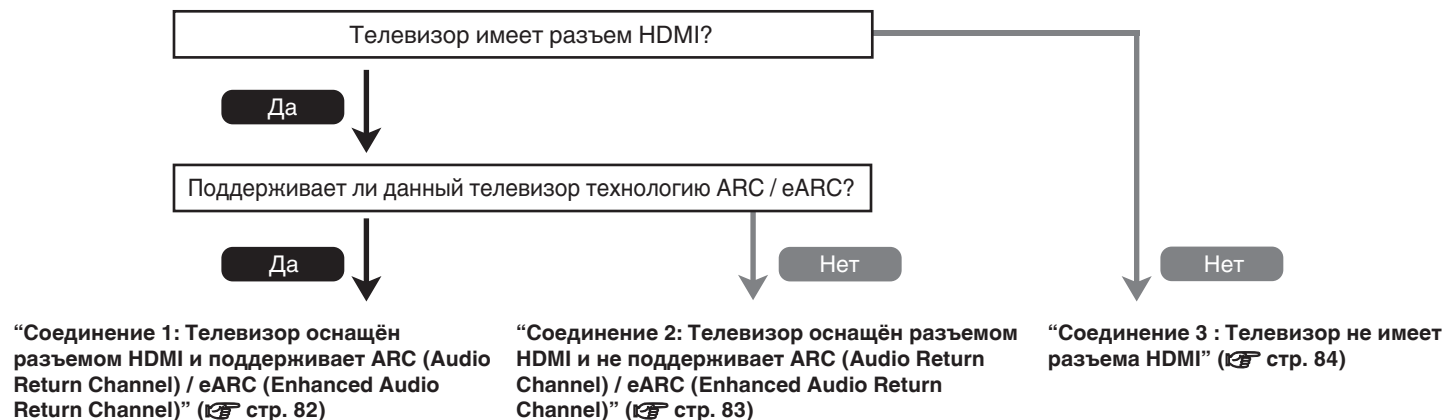 Телевизор имеет разъем HDMI?
Да
Поддерживает ли данный телевизор технологию ARC / eARC?
Да
Нет
Нет
“Соединение 1: Телевизор оснащён
разъемом HDMI и поддерживает ARC (Audio
Return Channel) / eARC (Enhanced Audio
Return Channel)” (☞ стр. 82)
“Соединение 2: Телевизор оснащён разъемом
HDMI и не поддерживает ARC (Audio Return
Channel) / eARC (Enhanced Audio Return
Channel)” (☞ стр. 83)
“Соединение 3 : Телевизор не имеет
разъема HDMI” (☞ стр. 84)